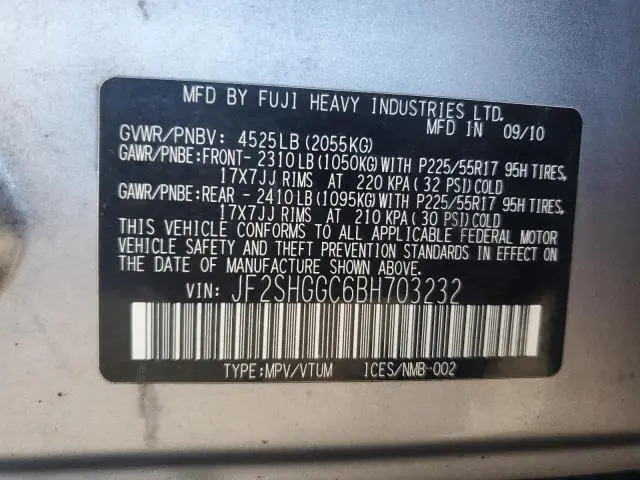 MFD BY FUJI HEAVY INDUSTRIES LTD.
MFD IN 09/10
GVWR/PNBV: 4525LB (2055KG)
GAWR/PNBE:FRONT- 2310LB(1050KG)WITH P225/55R17 95H TIRES,
17X7JJ RIMS AT 220 KPA (32 PSI)COLD
GAWR/PNBE:REAR - 2410LB(1095KG)WITH P225/55R17 95H TIRES,
17X7JJ RIMS AT 210 KPA (30 PSI)COLD
THIS VEHICLE CONFORMS TO ALL APPLICABLE FEDERAL MOTOR
VEHICLE SAFETY AND THEFT PREVENTION STANDARDS IN EFFECT ON
THE DATE OF MANUFACTURE SHOWN ABOVE.
VIN: JF2SHGGC6BH703232
TYPE:MPV/VTUM ICES/NMB-002